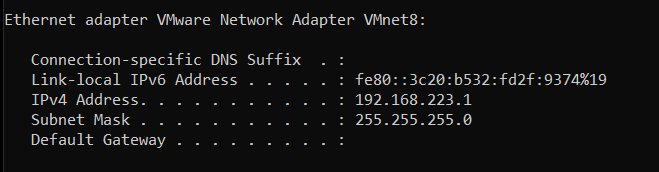 Ethernet adapter VMware Network Adapter VMnet8:
Connection-specific DNS Suffix  . :
Link-local IPv6 Address . . . . . : fe80::3c20:b532:fd2f:9374%19
IPv4 Address. . . . . . . . . . . : 192.168.223.1
Subnet Mask . . . . . . . . . . . : 255.255.255.0
Default Gateway . . . . . . . . . :